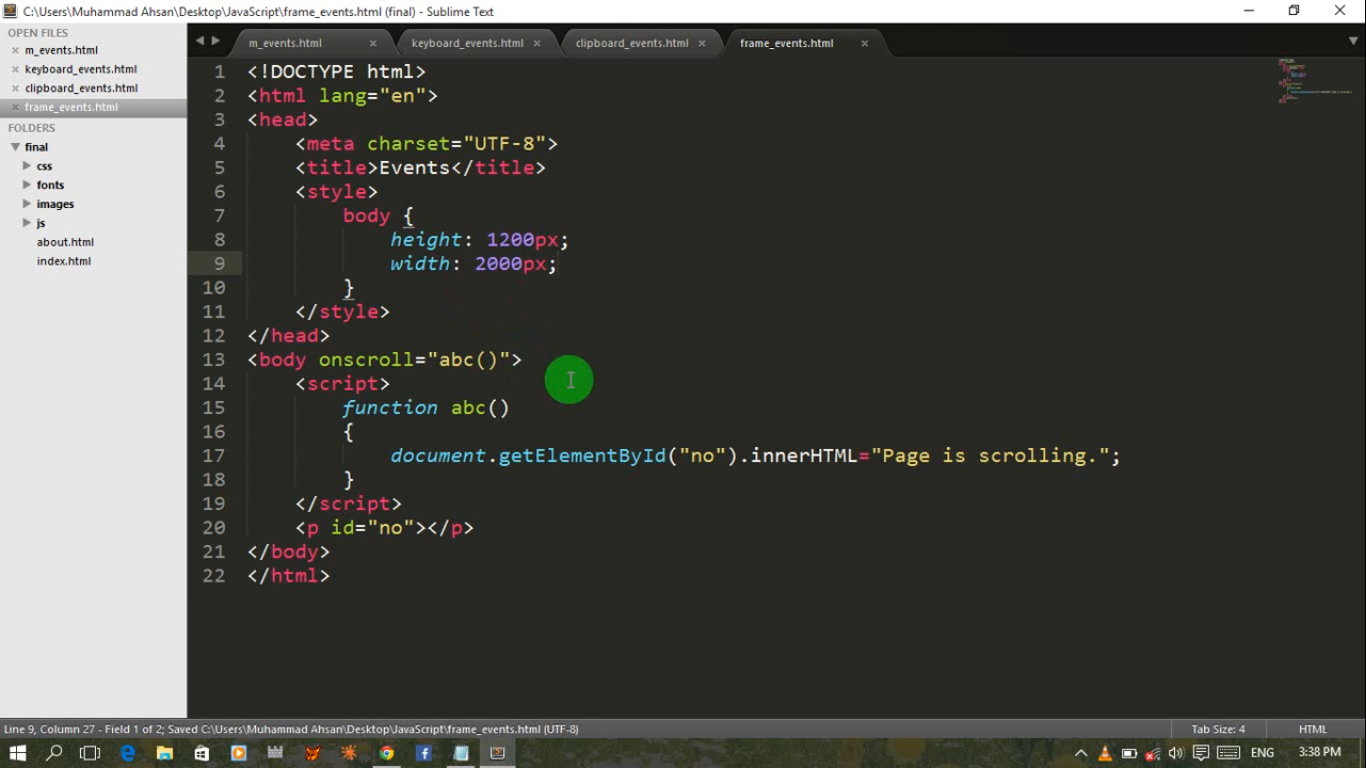 C:\Users\Muhammad Ahsan\Desktop\JavaScript\frame_events.html (final) - Sublime Text
OPEN FILES
m_events.html
keyboard_events.html
clipboard_events.html
frame_events.html
FOLDERS
final
css
fonts
images
js
about.html
index.html
m_events.html keyboard_events.html clipboard_events.html frame_events.html
1 <!DOCTYPE html>
2 <html lang="en">
3 <head>
4 <meta charset="UTF-8">
5 <title>Events</title>
6 <style>
7 body {
8 height: 1200px;
9 width: 2000px;
10 }
11 </style>
12 </head>
13 <body onscroll="abc()">
14 <script>
15 function abc()
16 {
17 document.getElementById("no").innerHTML="Page is scrolling.";
18 }
19 </script>
20 <p id="no"></p>
21 </body>
22 </html>
Line 9, Column 27 - Field 1 of 2; Saved C:\Users\Muhammad Ahsan\Desktop\JavaScript\frame_events.html (UTF-8) Tab Size: 4 HTML
ENG 3:38 PM